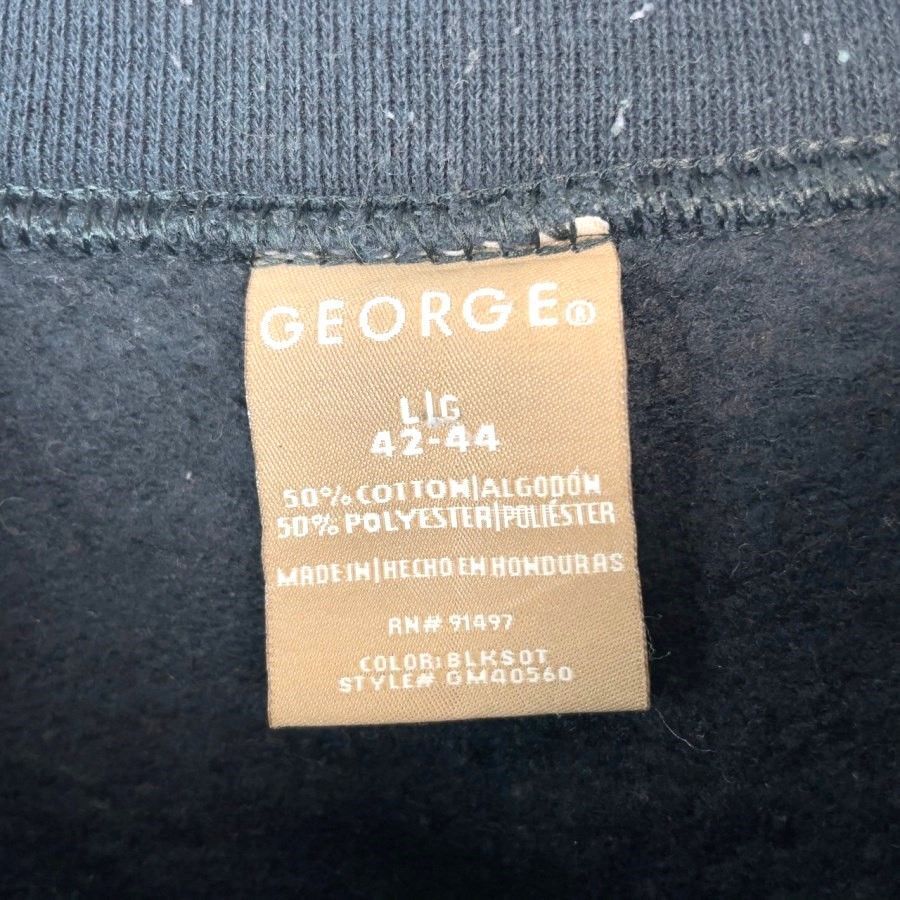 GEORGE®
L|G
42-44
50% COTTON|ALGODÓN
50% POLYESTER|POLIÉSTER
MADE IN|HECHO EN HONDURAS
RN# 91497
COLOR: BLKSOT
STYLE# GM40560